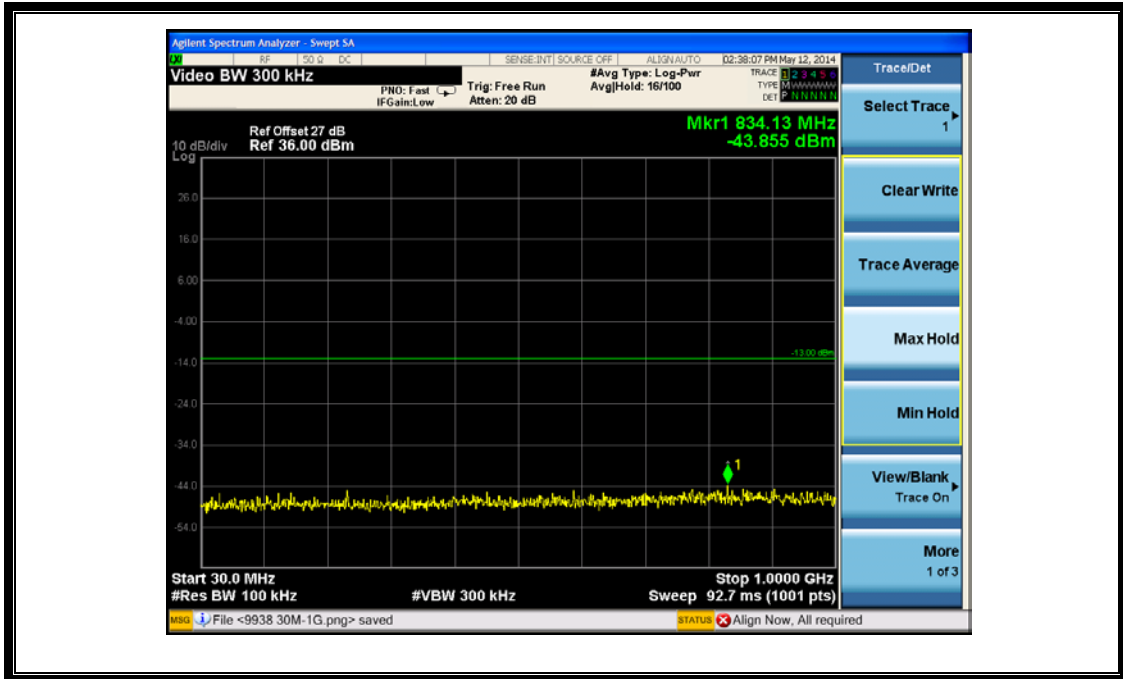 Agilent Spectrum Analyzer - Swept SA
RF 50 Ω DC SENSE:INT SOURCE OFF ALIGNAUTO 02:38:07 PM May 12, 2014
Video BW 300 kHz
PNO: Fast
IFGain:Low
Trig: Free Run
Atten: 20 dB
#Avg Type: Log-Pwr
Avg|Hold: 16/100
TRACE 1 2 3 4 5 6
TYPE M
DET P N N N N N
Mkr1 834.13 MHz
-43.855 dBm
Ref Offset 27 dB
10 dB/div Ref 36.00 dBm
Log
26.0
16.0
6.00
-4.00
-13.00 dBm
-14.0
-24.0
-34.0
1
-44.0
-54.0
Start 30.0 MHz Stop 1.0000 GHz
#Res BW 100 kHz #VBW 300 kHz Sweep 92.7 ms (1001 pts)
MSG File <9938 30M-1G.png> saved STATUS Align Now, All required
Trace/Det
Select Trace
1
Clear Write
Trace Average
Max Hold
Min Hold
View/Blank
Trace On
More
1 of 3